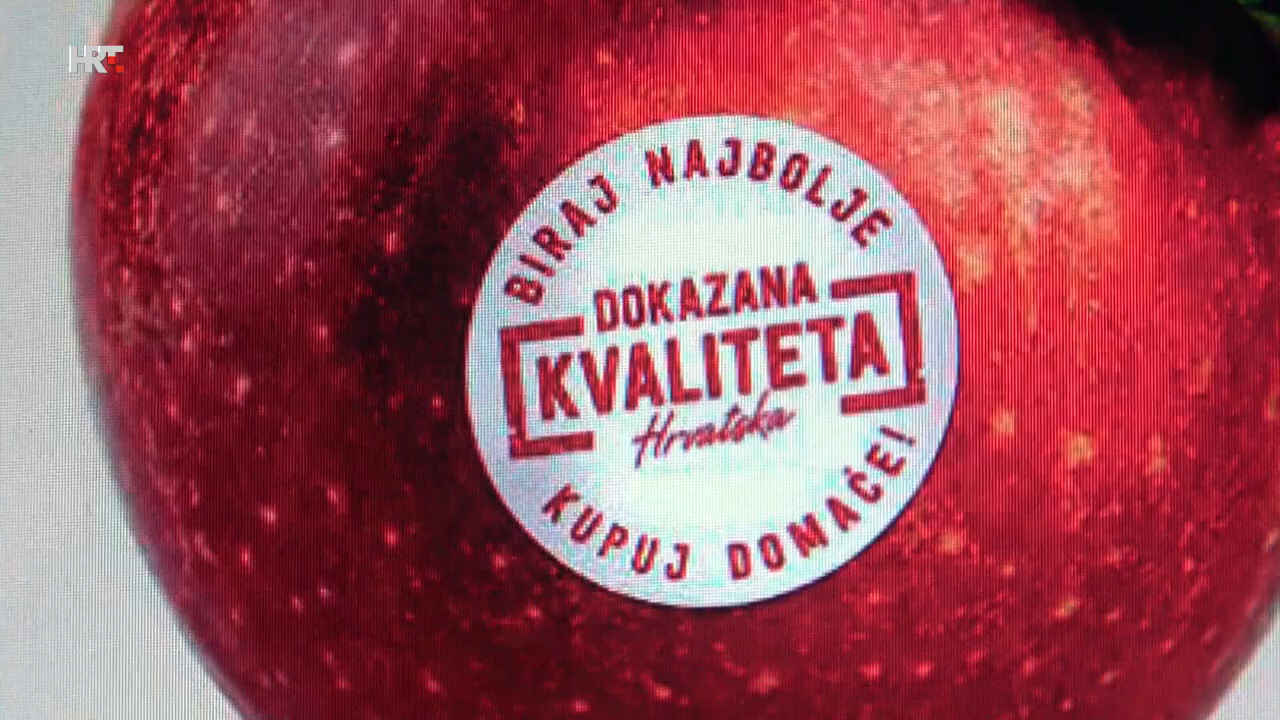 HRT
BIRAJ NAJBOLJE
DOKAZANA
KVALITETA
Hrvatska
KUPUJ DOMAĆE!